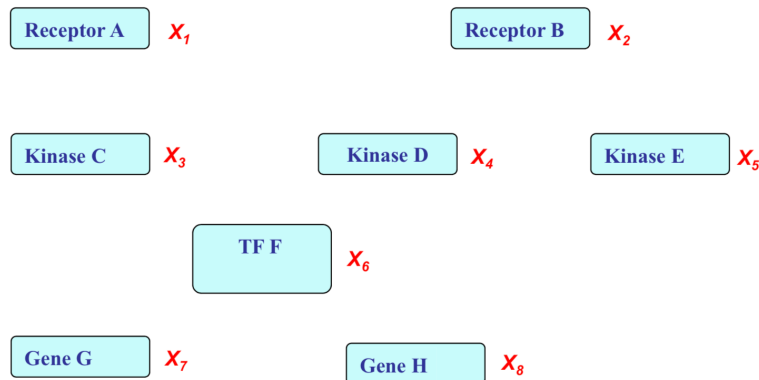 Receptor A X1 Receptor B X2
Kinase C X3 Kinase D X4 Kinase E X5
TF F X6
Gene G X7 Gene H X8